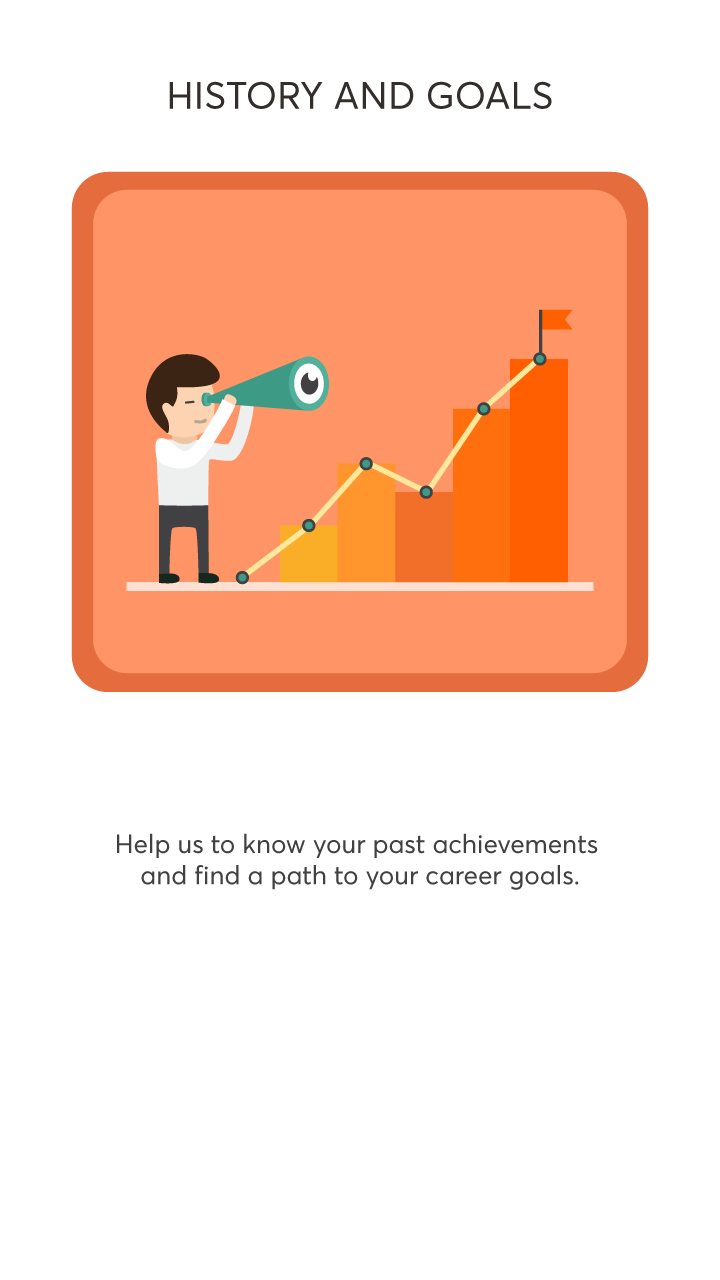 HISTORY AND GOALS
Help us to know your past achievements
and find a path to your career goals.